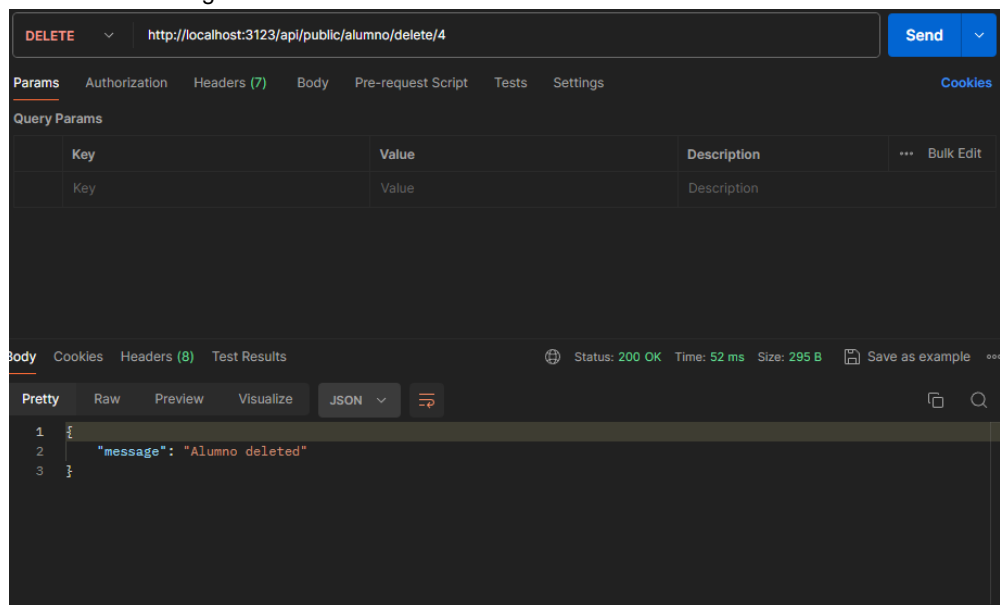 DELETE http://localhost:3123/api/public/alumno/delete/4 Send
Params Authorization Headers (7) Body Pre-request Script Tests Settings Cookies
Query Params
Key Value Description ••• Bulk Edit
Key Value Description
Body Cookies Headers (8) Test Results Status: 200 OK Time: 52 ms Size: 295 B Save as example
Pretty Raw Preview Visualize JSON
1 {
2 "message": "Alumno deleted"
3 }